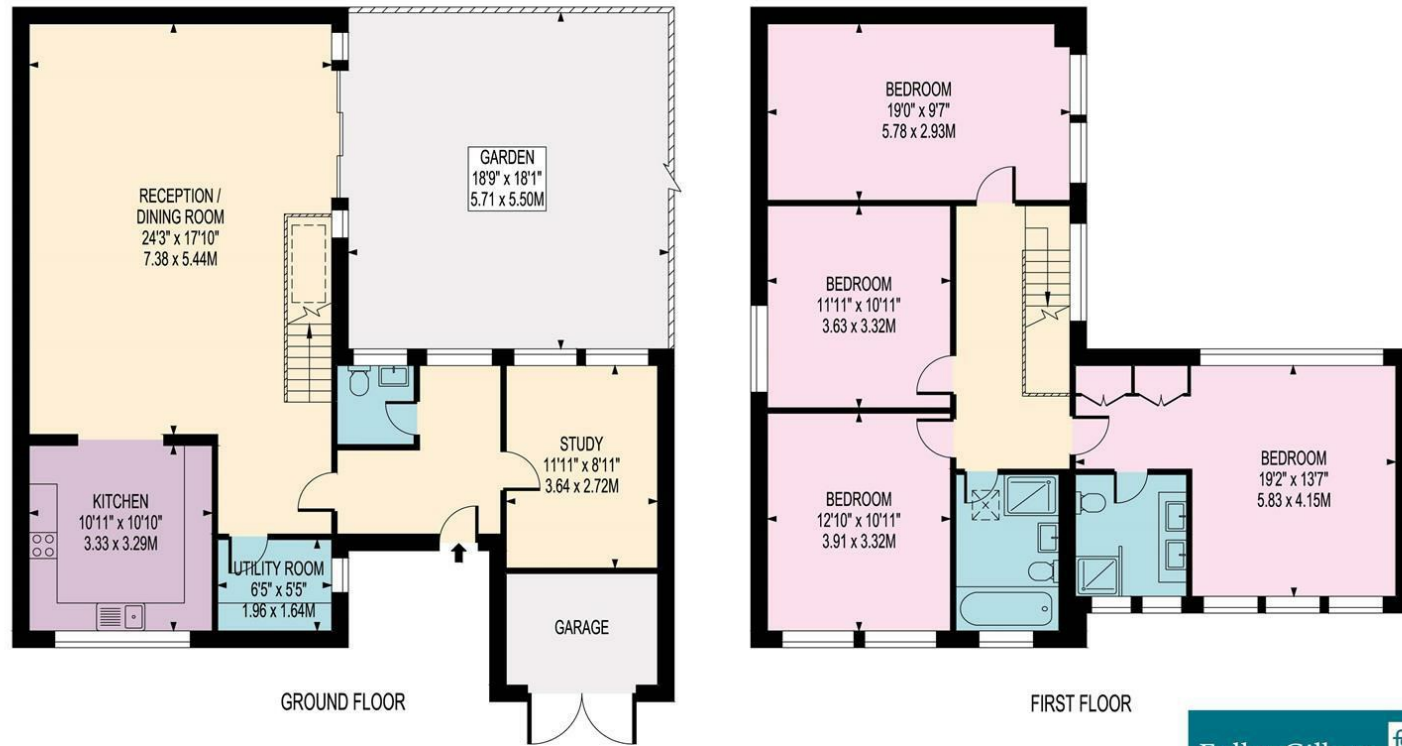 RECEPTION /
DINING ROOM
24'3" x 17'10"
7.38 x 5.44M
GARDEN
18'9" x 18'1"
5.71 x 5.50M
KITCHEN
10'11" x 10'10"
3.33 x 3.29M
UTILITY ROOM
6'5" x 5'5"
1.96 x 1.64M
STUDY
11'11" x 8'11"
3.64 x 2.72M
GARAGE
GROUND FLOOR
BEDROOM
19'0" x 9'7"
5.78 x 2.93M
BEDROOM
11'11" x 10'11"
3.63 x 3.32M
BEDROOM
12'10" x 10'11"
3.91 x 3.32M
BEDROOM
19'2" x 13'7"
5.83 x 4.15M
FIRST FLOOR